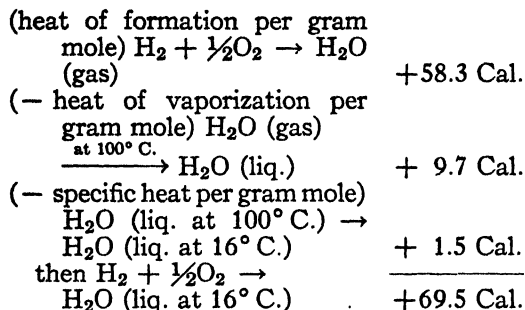 (heat of formation per gram
mole) H₂ + ½O₂ → H₂O
(gas) +58.3 Cal.
(− heat of vaporization per
gram mole) H₂O (gas)
at 100° C.
⟶ H₂O (liq.) + 9.7 Cal.
(− specific heat per gram mole)
H₂O (liq. at 100° C.) →
H₂O (liq. at 16° C.) + 1.5 Cal.
then H₂ + ½O₂ →
H₂O (liq. at 16° C.) . +69.5 Cal.